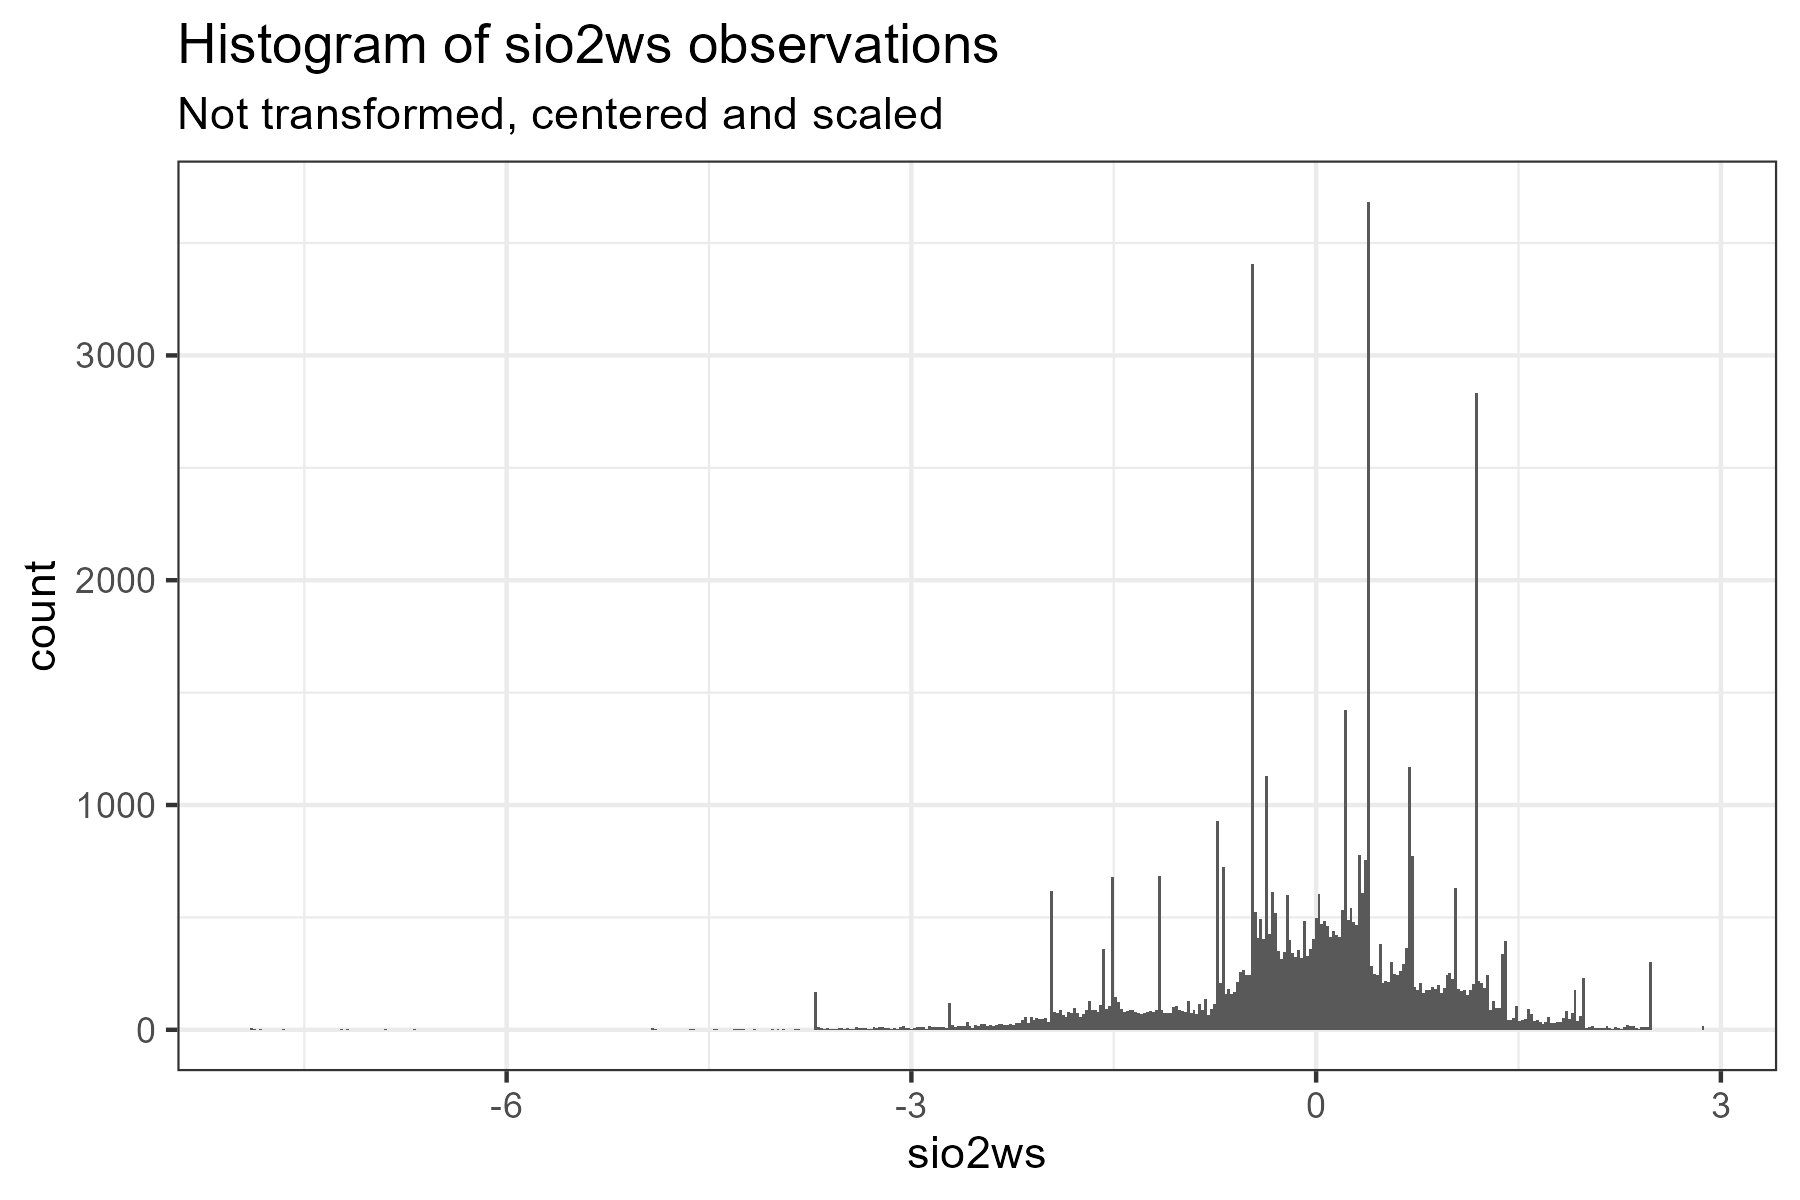 Histogram of sio2ws observations
Not transformed, centered and scaled
count
3000
2000
1000
0
-6
-3
0
3
sio2ws